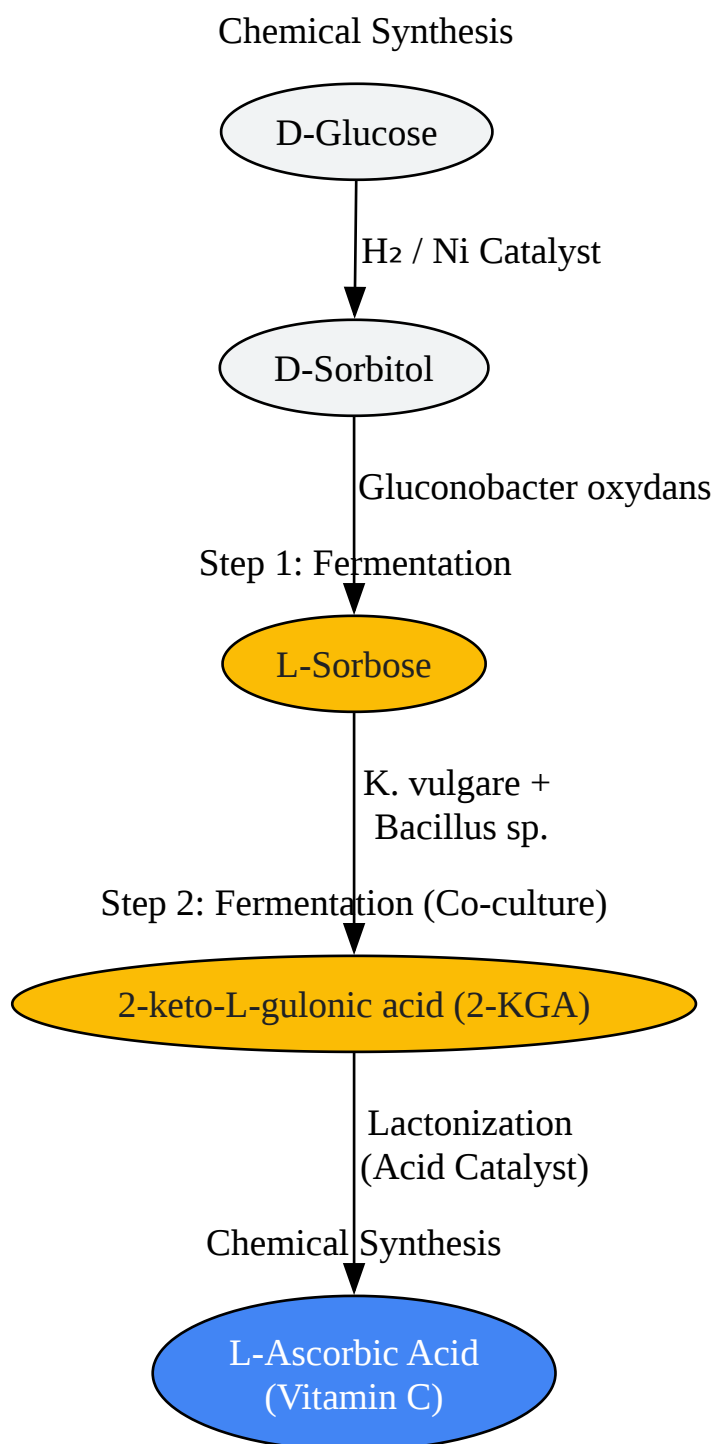 Chemical Synthesis
D-Glucose
H₂ / Ni Catalyst
D-Sorbitol
Gluconobacter oxydans
Step 1: Fermentation
L-Sorbose
K. vulgare +
Bacillus sp.
Step 2: Fermentation (Co-culture)
2-keto-L-gulonic acid (2-KGA)
Lactonization
(Acid Catalyst)
Chemical Synthesis
L-Ascorbic Acid
(Vitamin C)